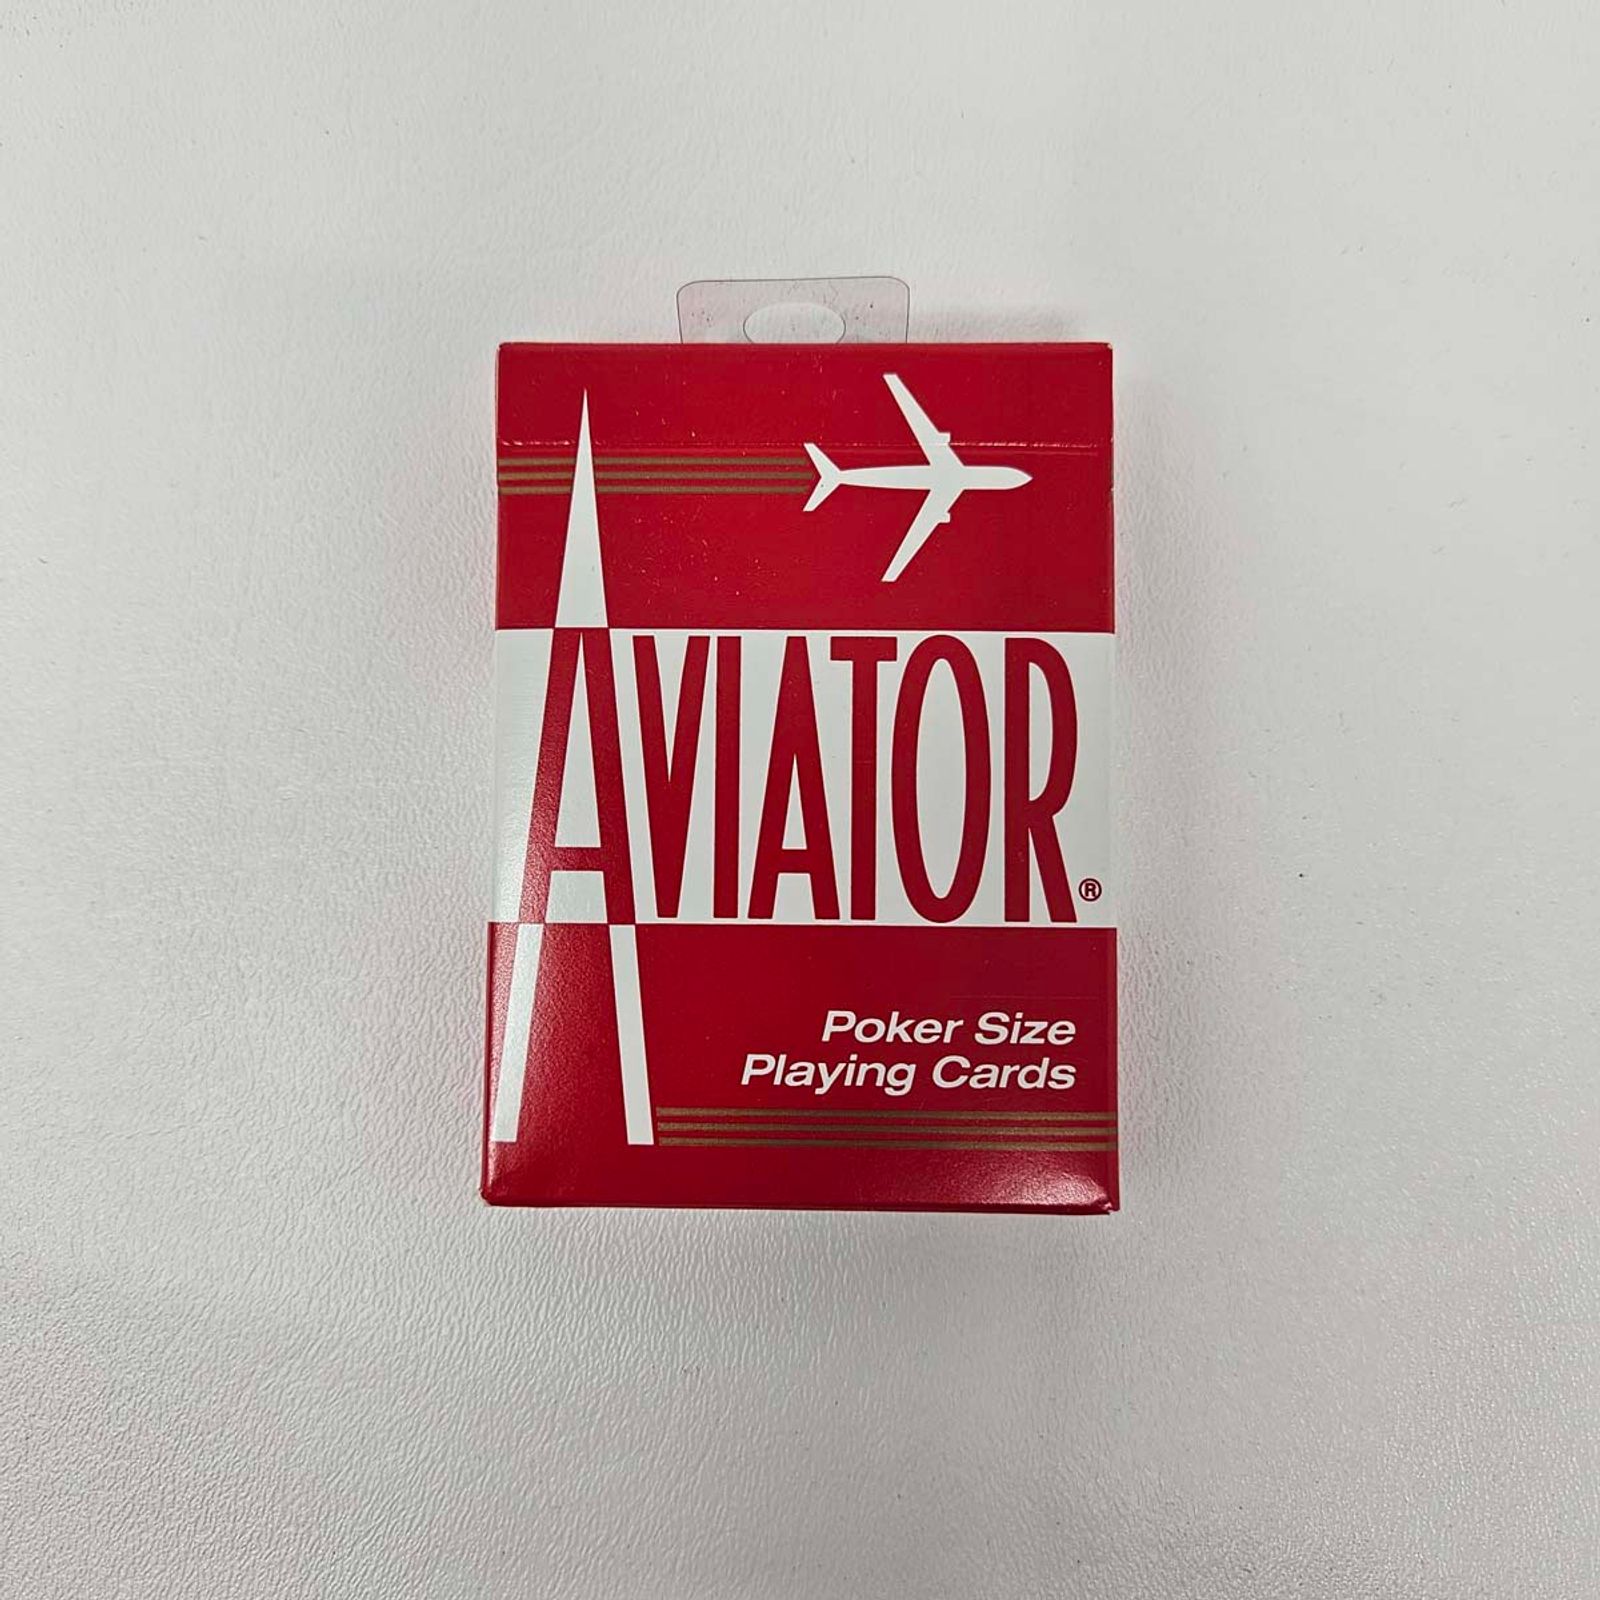 AVIATOR®
Poker Size
Playing Cards